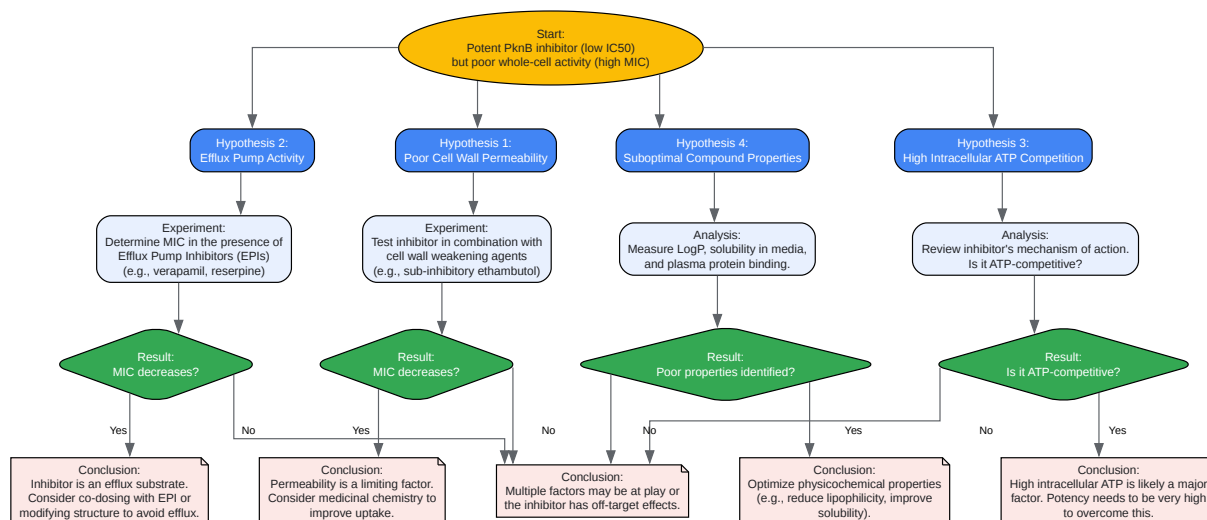 Start:
Potent PknB inhibitor (low IC50)
but poor whole-cell activity (high MIC)
Hypothesis 2:
Efflux Pump Activity
Hypothesis 1:
Poor Cell Wall Permeability
Hypothesis 4:
Suboptimal Compound Properties
Hypothesis 3:
High Intracellular ATP Competition
Experiment:
Determine MIC in the presence of
Efflux Pump Inhibitors (EPIs)
(e.g., verapamil, reserpine)
Experiment:
Test inhibitor in combination with
cell wall weakening agents
(e.g., sub-inhibitory ethambutol)
Analysis:
Measure LogP, solubility in media,
and plasma protein binding.
Analysis:
Review inhibitor's mechanism of action.
Is it ATP-competitive?
Result:
MIC decreases?
Result:
MIC decreases?
Result:
Poor properties identified?
Result:
Is it ATP-competitive?
Yes
No
Yes
No
No
Yes
No
Yes
Conclusion:
Inhibitor is an efflux substrate.
Consider co-dosing with EPI or
modifying structure to avoid efflux.
Conclusion:
Permeability is a limiting factor.
Consider medicinal chemistry to
improve uptake.
Conclusion:
Multiple factors may be at play or
the inhibitor has off-target effects.
Conclusion:
Optimize physicochemical properties
(e.g., reduce lipophilicity, improve
solubility).
Conclusion:
High intracellular ATP is likely a major
factor. Potency needs to be very high
to overcome this.